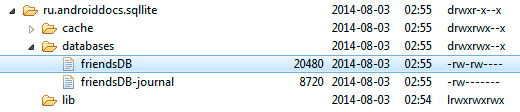 ru.androiddocs.sqllite 2014-08-03 02:55 drwxr-x--x
cache 2014-08-03 02:55 drwxrwx--x
databases 2014-08-03 02:55 drwxrwx--x
friendsDB 20480 2014-08-03 02:55 -rw-rw----
friendsDB-journal 8720 2014-08-03 02:55 -rw-------
lib 2014-08-03 02:54 lrwxrwxrwx